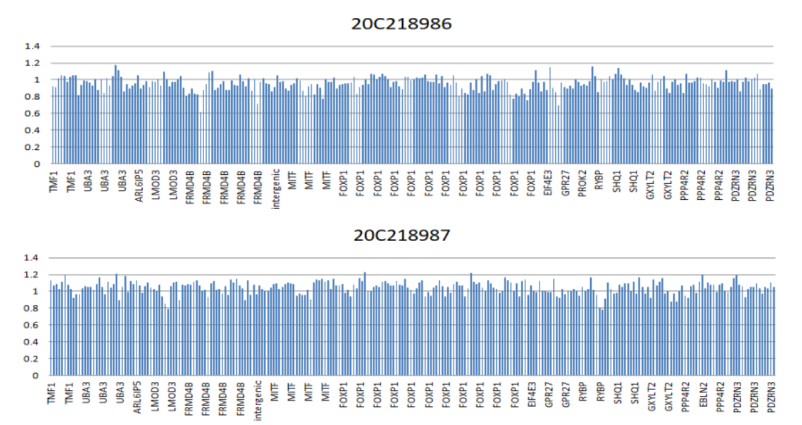 20C218986
1.4
1.2
1
0.8
0.6
0.4
0.2
0
TMF1
TMF1
UBA3
UBA3
UBA3
ARL6IP5
LMOD3
LMOD3
FRMD4B
FRMD4B
FRMD4B
FRMD4B
FRMD4B
intergenic
MITF
MITF
MITF
FOXP1
FOXP1
FOXP1
FOXP1
FOXP1
FOXP1
FOXP1
FOXP1
FOXP1
FOXP1
FOXP1
FOXP1
EIF4E3
GPR27
PROK2
RYBP
SHQ1
SHQ1
GXYLT2
GXYLT2
PPP4R2
PPP4R2
PPP4R2
PDZRN3
PDZRN3
PDZRN3
20C218987
1.4
1.2
1
0.8
0.6
0.4
0.2
0
TMF1
TMF1
UBA3
UBA3
UBA3
ARL6IP5
LMOD3
LMOD3
FRMD4B
FRMD4B
FRMD4B
FRMD4B
intergenic
MITF
MITF
MITF
MITF
FOXP1
FOXP1
FOXP1
FOXP1
FOXP1
FOXP1
FOXP1
FOXP1
FOXP1
FOXP1
FOXP1
EIF4E3
GPR27
GPR27
RYBP
RYBP
SHQ1
SHQ1
GXYLT2
GXYLT2
PPP4R2
EBLN2
PPP4R2
PDZRN3
PDZRN3
PDZRN3